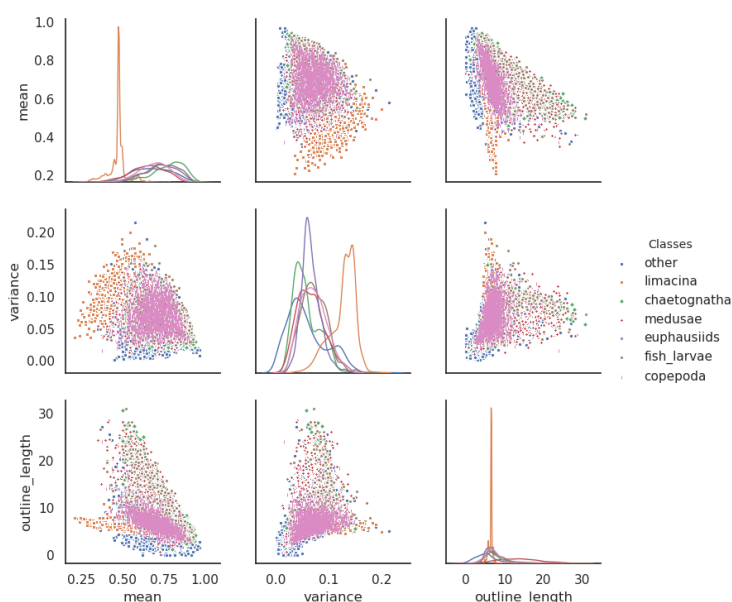 1.0
0.8
0.6
0.4
0.2
mean
0.20
0.15
0.10
0.05
0.00
variance
Classes
other
limacina
chaetognatha
medusae
euphausiids
fish_larvae
copepoda
30
20
10
0
outline_length
0.25 0.50 0.75 1.00
0.0 0.1 0.2
0 10 20 30
mean variance outline_length